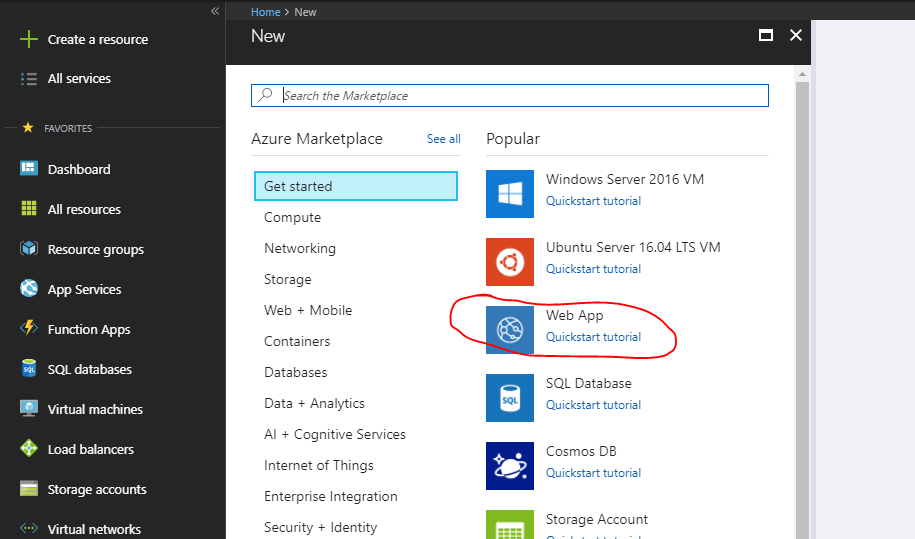 «
Home > New
Create a resource
All services
FAVORITES
Dashboard
All resources
Resource groups
App Services
Function Apps
SQL
SQL databases
Virtual machines
Load balancers
Storage accounts
Virtual networks
New
Search the Marketplace
Azure Marketplace
See all
Get started
Compute
Networking
Storage
Web + Mobile
Containers
Databases
Data + Analytics
AI + Cognitive Services
Internet of Things
Enterprise Integration
Security + Identity
Popular
Windows Server 2016 VM
Quickstart tutorial
Ubuntu Server 16.04 LTS VM
Quickstart tutorial
Web App
Quickstart tutorial
SQL
SQL Database
Quickstart tutorial
Cosmos DB
Quickstart tutorial
Storage Account
Quickstart tutorial